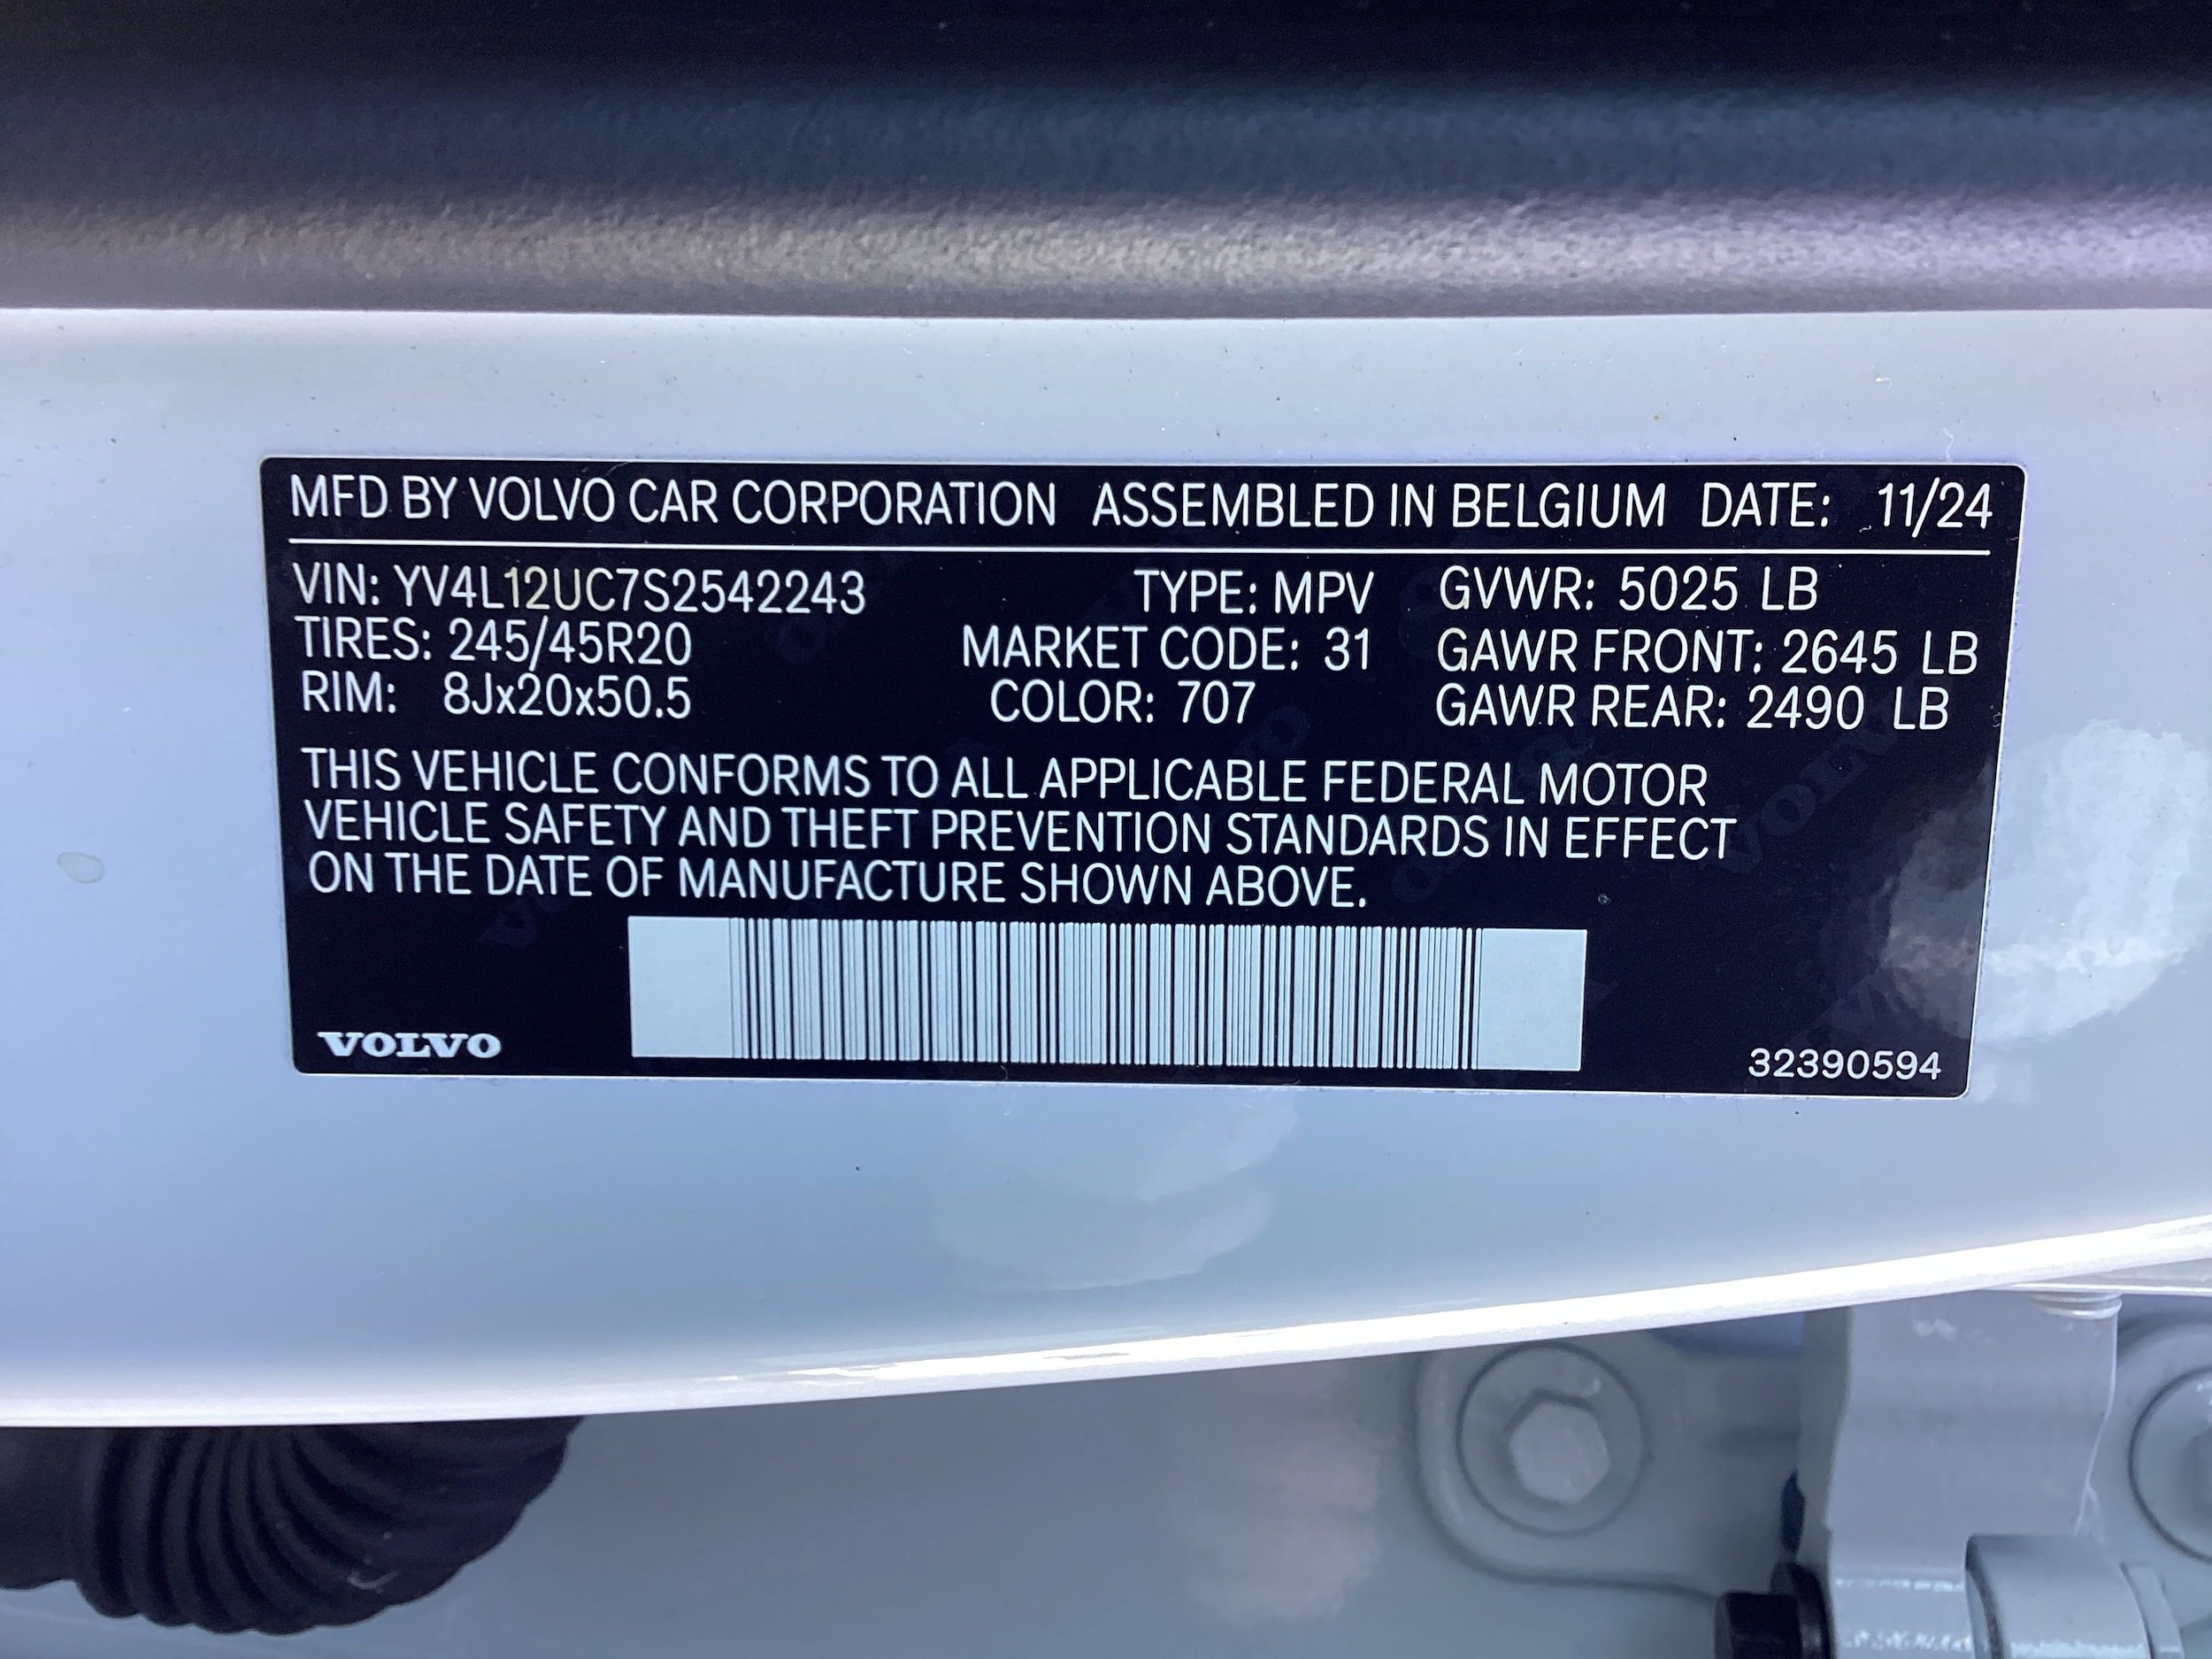 MFD BY VOLVO CAR CORPORATION ASSEMBLED IN BELGIUM DATE: 11/24
VIN: YV4L12UC7S2542243 TYPE: MPV GVWR: 5025 LB
TIRES: 245/45R20 MARKET CODE: 31 GAWR FRONT: 2645 LB
RIM: 8Jx20x50.5 COLOR: 707 GAWR REAR: 2490 LB
THIS VEHICLE CONFORMS TO ALL APPLICABLE FEDERAL MOTOR
VEHICLE SAFETY AND THEFT PREVENTION STANDARDS IN EFFECT
ON THE DATE OF MANUFACTURE SHOWN ABOVE.
VOLVO 32390594